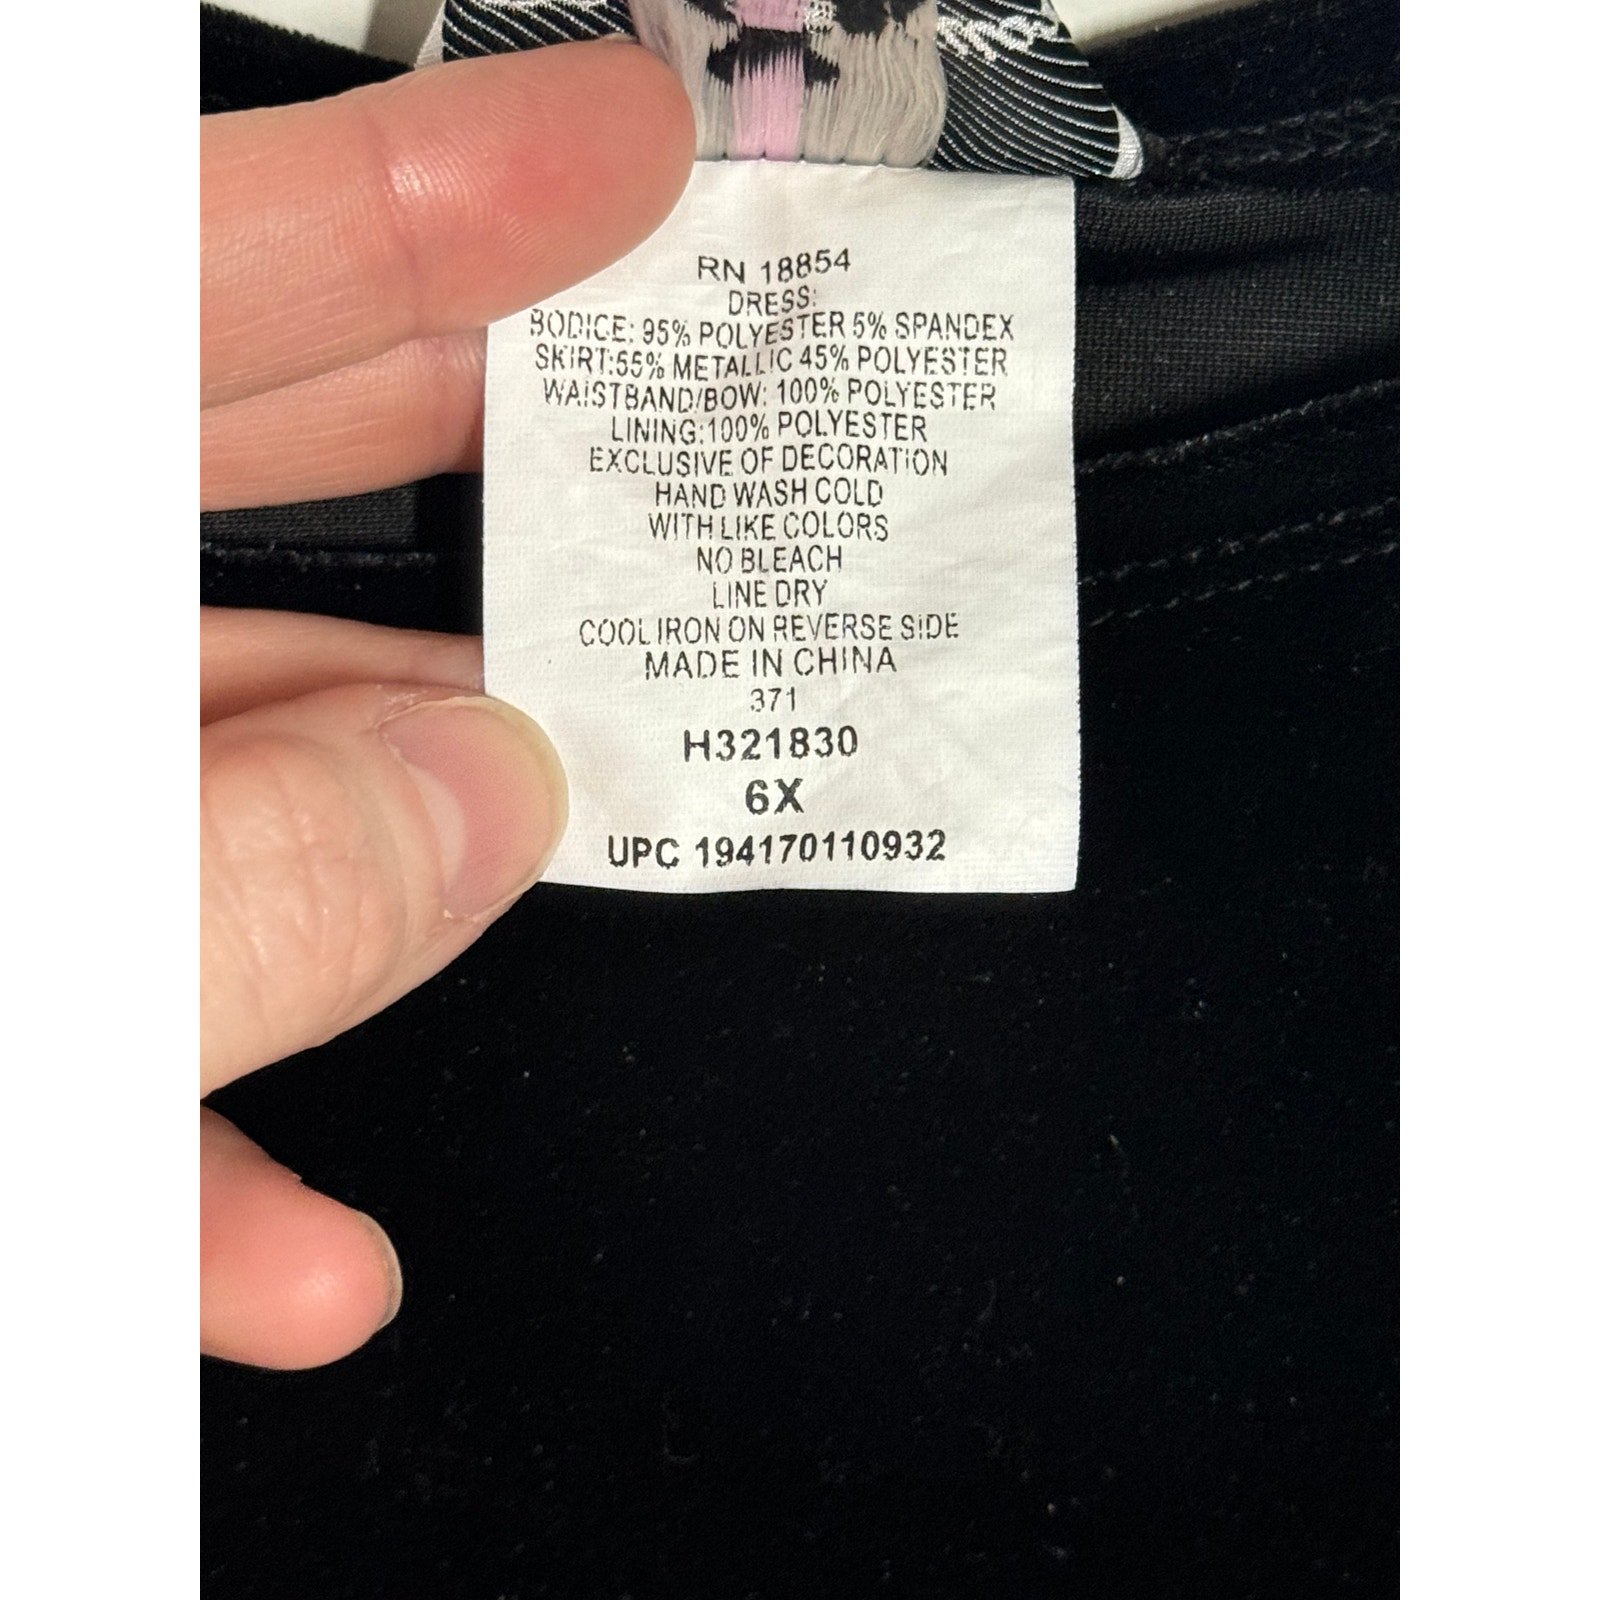 RN 18854
DRESS:
BODICE: 95% POLYESTER 5% SPANDEX
SKIRT:55% METALLIC 45% POLYESTER
WAISTBAND/BOW: 100% POLYESTER
LINING:100% POLYESTER
EXCLUSIVE OF DECORATION
HAND WASH COLD
WITH LIKE COLORS
NO BLEACH
LINE DRY
COOL IRON ON REVERSE SIDE
MADE IN CHINA
371
H321830
6X
UPC 194170110932